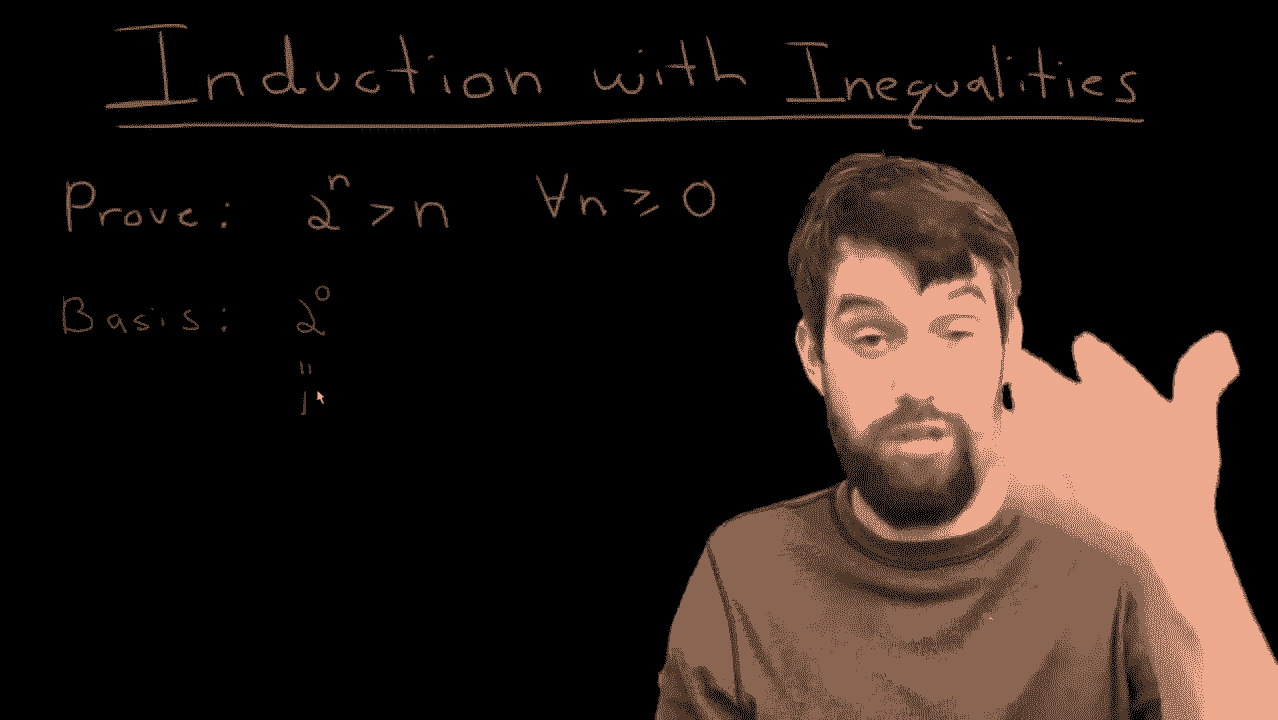 Induction with Inequalities
Prove: 2ⁿ > n ∀n ≥ 0
Basis: 2⁰
"
1